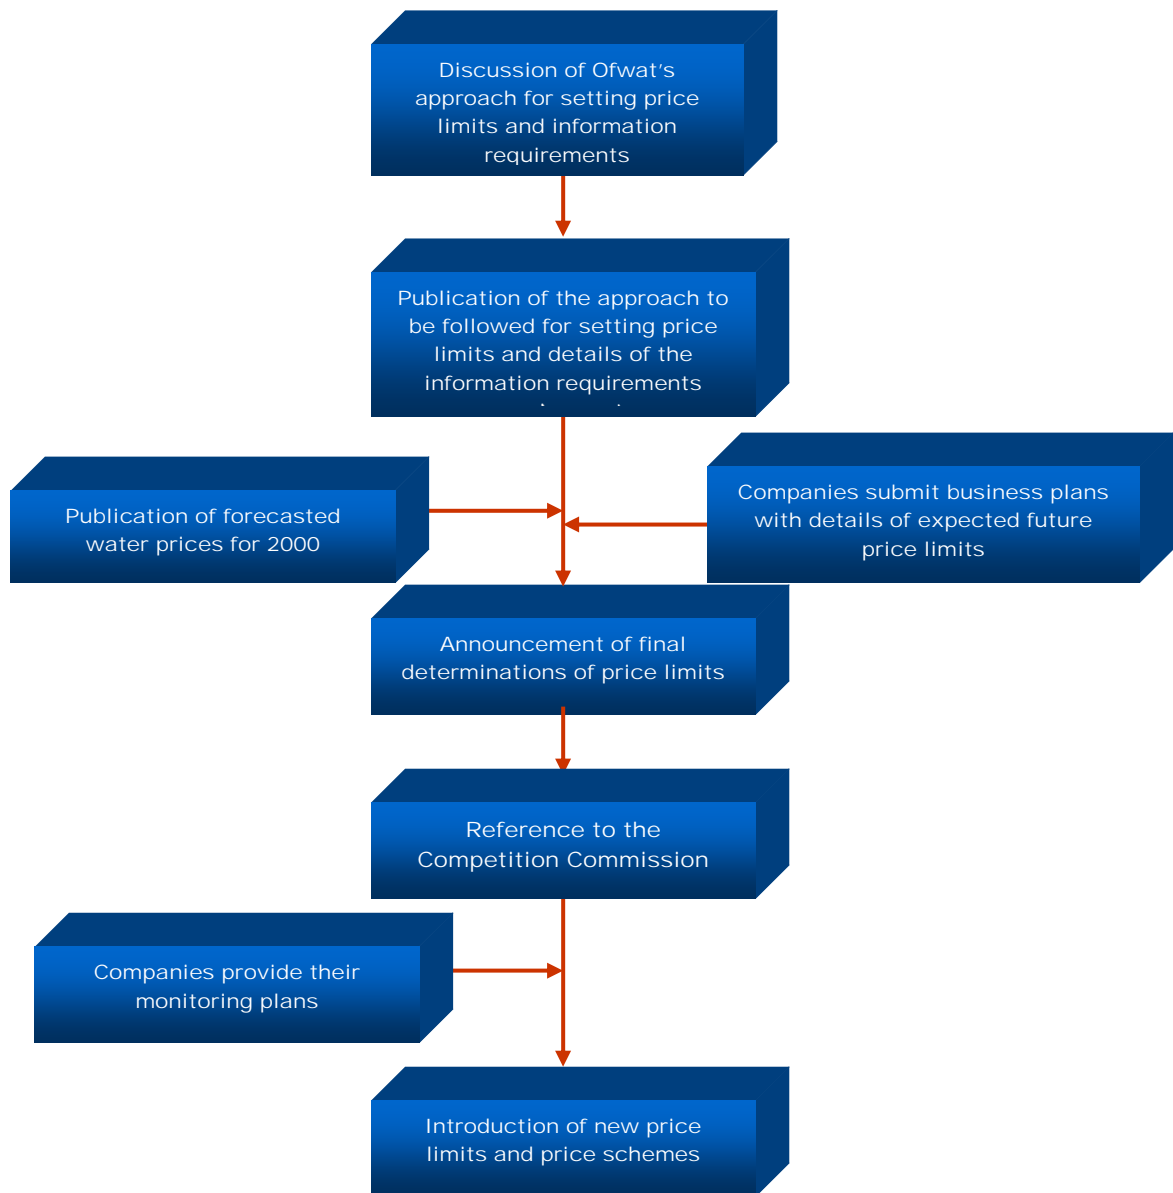 Discussion of Ofwat's
approach for setting price
limits and information
requirements
Publication of the approach to
be followed for setting price
limits and details of the
information requirements
Publication of forecasted
water prices for 2000
Companies submit business plans
with details of expected future
price limits
Announcement of final
determinations of price limits
Reference to the
Competition Commission
Companies provide their
monitoring plans
Introduction of new price
limits and price schemes